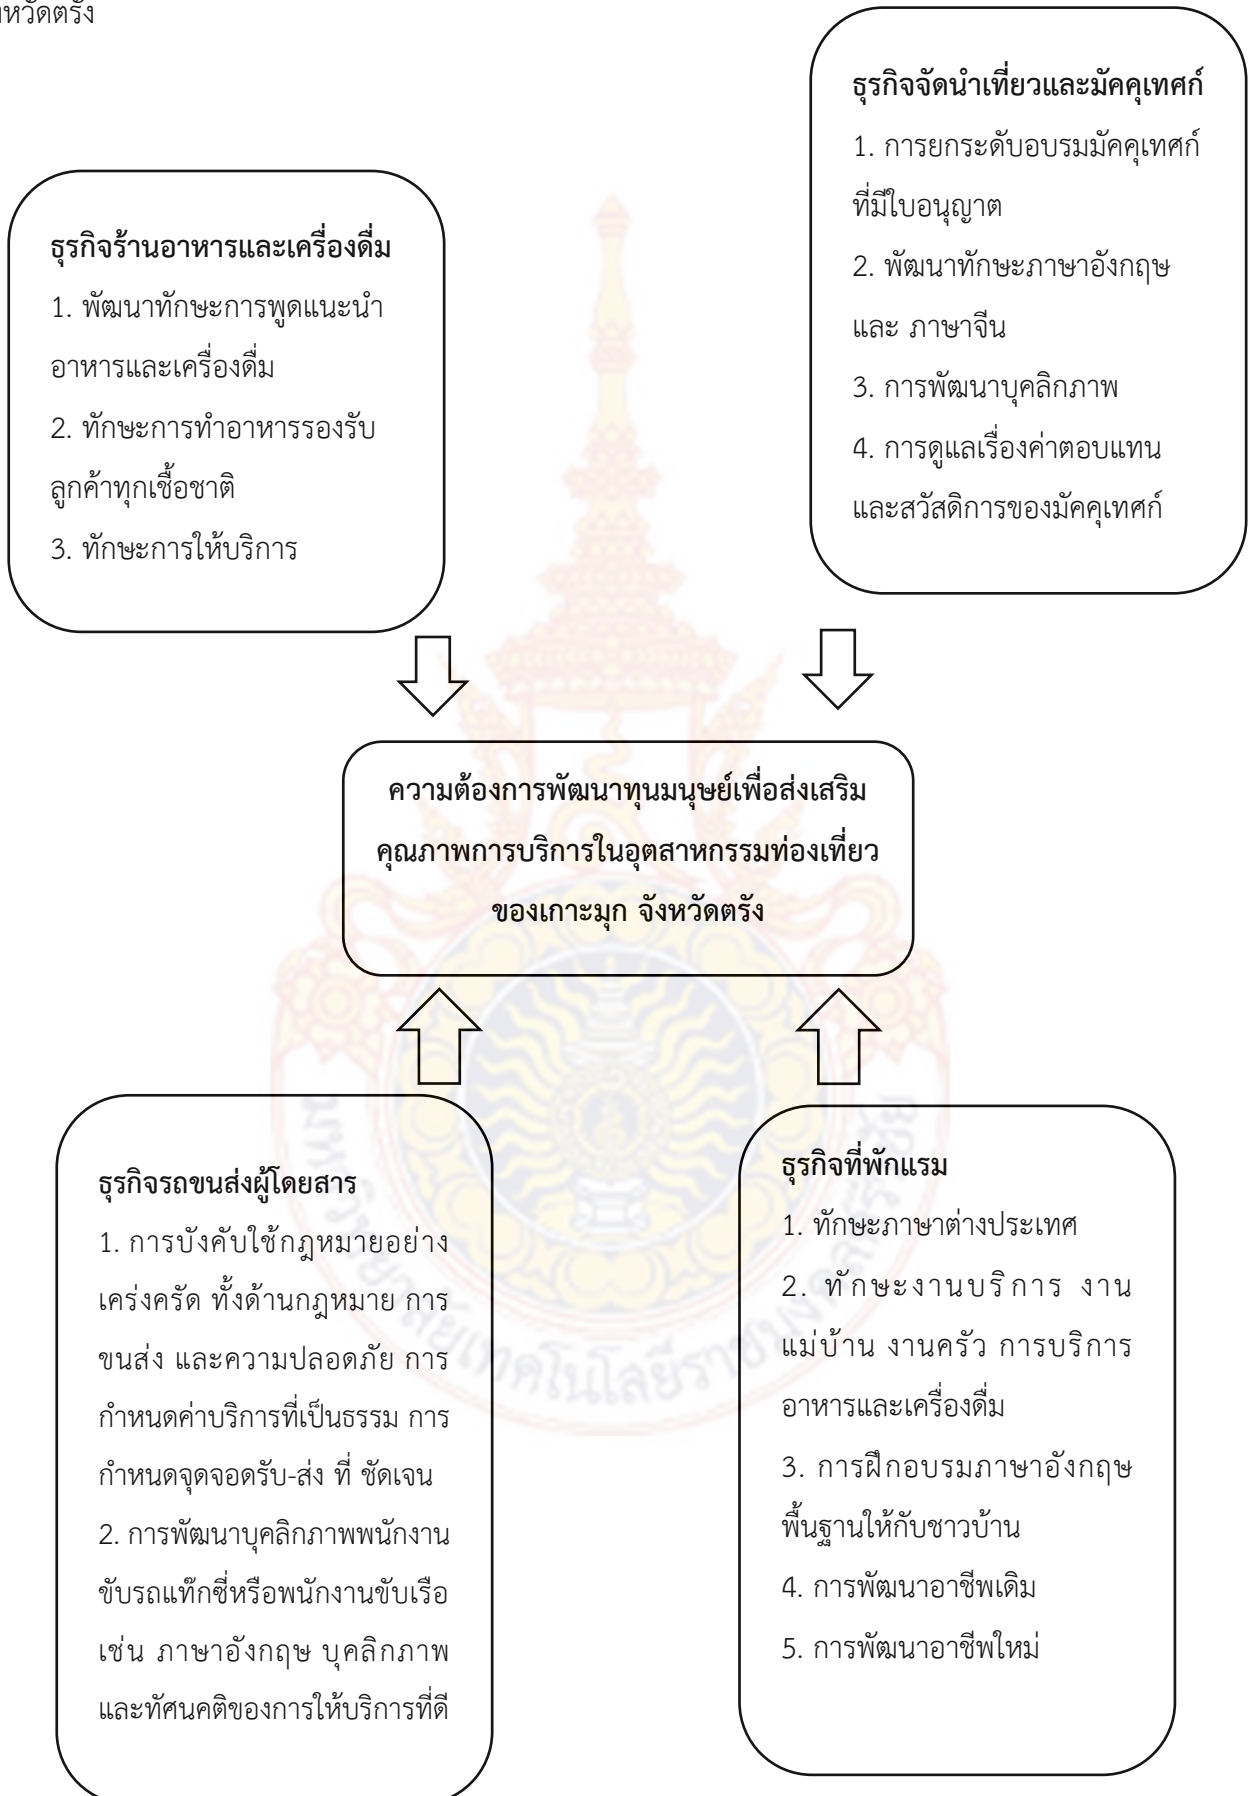 หวัดตรัง
ธุรกิจจัดนำเที่ยวและมัคคุเทศก์
1. การยกระดับอบรมมัคคุเทศก์
ที่มีใบอนุญาต
2. พัฒนาทักษะภาษาอังกฤษ
และ ภาษาจีน
3. การพัฒนาบุคลิกภาพ
4. การดูแลเรื่องค่าตอบแทน
และสวัสดิการของมัคคุเทศก์
ธุรกิจร้านอาหารและเครื่องดื่ม
1. พัฒนาทักษะการพูดแนะนำ
อาหารและเครื่องดื่ม
2. ทักษะการทำอาหารรองรับ
ลูกค้าทุกเชื้อชาติ
3. ทักษะการให้บริการ
ความต้องการพัฒนาทุนมนุษย์เพื่อส่งเสริม
คุณภาพการบริการในอุตสาหกรรมท่องเที่ยว
ของเกาะมุก จังหวัดตรัง
ธุรกิจรถขนส่งผู้โดยสาร
1. การบังคับใช้กฎหมายอย่าง
เคร่งครัด ทั้งด้านกฎหมาย การ
ขนส่ง และความปลอดภัย การ
กำหนดค่าบริการที่เป็นธรรม การ
กำหนดจุดจอดรับ-ส่ง ที่ ชัดเจน
2. การพัฒนาบุคลิกภาพพนักงาน
ขับรถแท๊กซี่หรือพนักงานขับเรือ
เช่น ภาษาอังกฤษ บุคลิกภาพ
และทัศนคติของการให้บริการที่ดี
ธุรกิจที่พักแรม
1. ทักษะภาษาต่างประเทศ
2. ทักษะงานบริการ งาน
แม่บ้าน งานครัว การบริการ
อาหารและเครื่องดื่ม
3. การฝึกอบรมภาษาอังกฤษ
พื้นฐานให้กับชาวบ้าน
4. การพัฒนาอาชีพเดิม
5. การพัฒนาอาชีพใหม่
มหาวิทยาลัยเทคโนโลยีราชมงคลศรีวิชัย